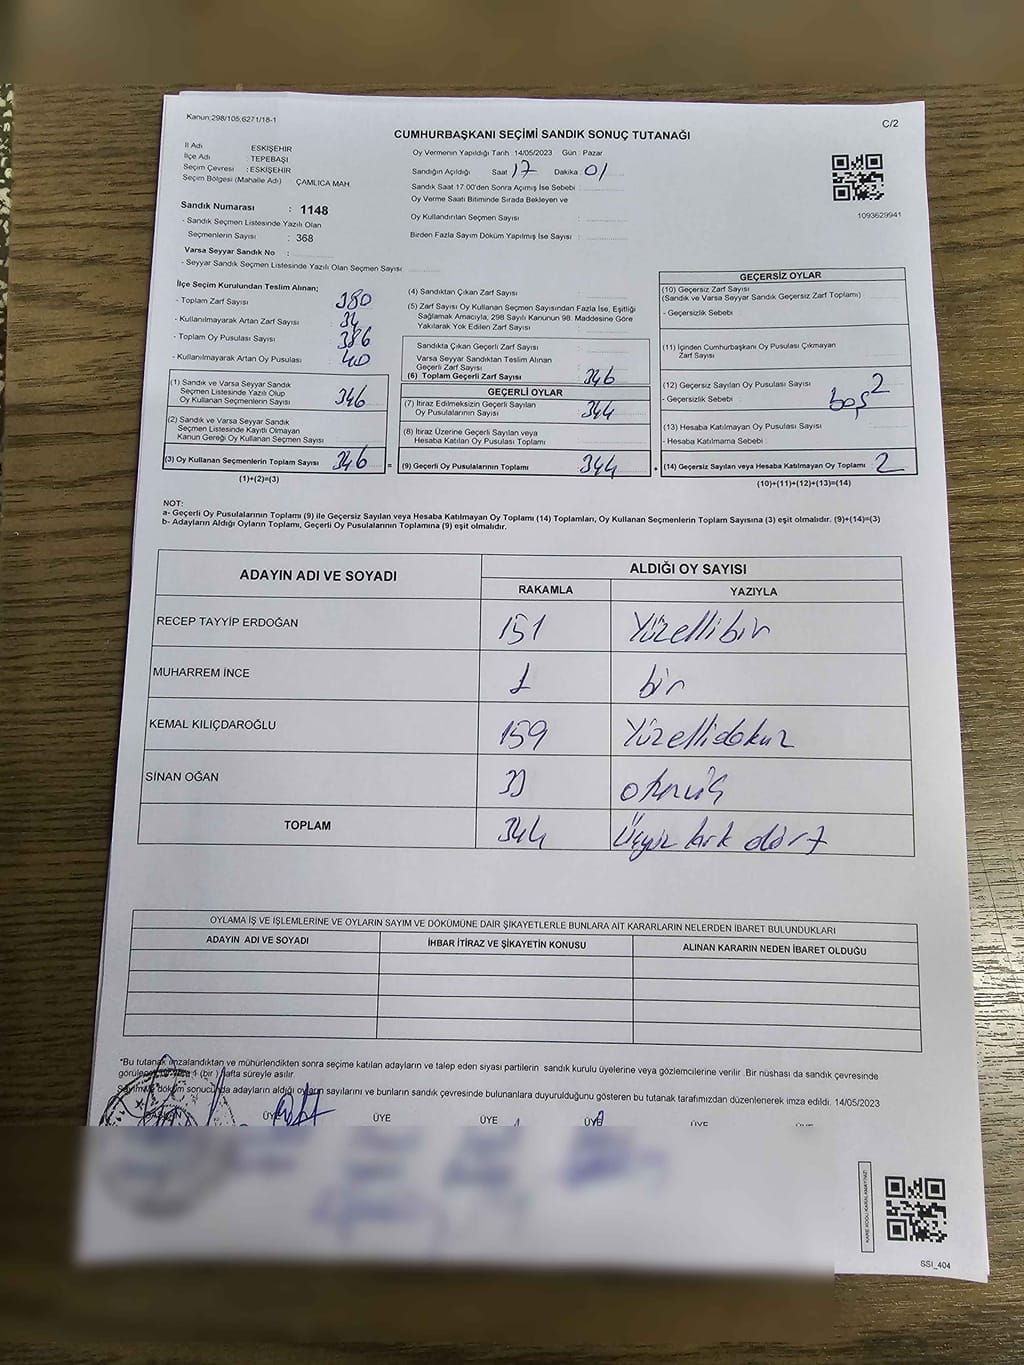 Kanun:298/105;6271/18-1
C/2
CUMHURBAŞKANI SEÇİMİ SANDIK SONUÇ TUTANAĞI
İl Adı ESKİŞEHİR
İlçe Adı : TEPEBAŞI
Seçim Çevresi : ESKİŞEHİR
Seçim Bölgesi (Mahalle Adı) ÇAMLICA MAH.
Oy Vermenin Yapıldığı Tarih :14/05/2023 Gün : Pazar
Sandığın Açıldığı Saat 17 Dakika 01
Sandık Saat 17.00'den Sonra Açılmış İse Sebebi :
Oy Verme Saati Bitiminde Sırada Bekleyen ve
Oy Kullandırılan Seçmen Sayısı :
Birden Fazla Sayım Döküm Yapılmış İse Sayısı :
1093629941
Sandık Numarası : 1148
- Sandık Seçmen Listesinde Yazılı Olan
Seçmenlerin Sayısı : 368
Varsa Seyyar Sandık No :
- Seyyar Sandık Seçmen Listesinde Yazılı Olan Seçmen Sayısı
İlçe Seçim Kurulundan Teslim Alınan;
- Toplam Zarf Sayısı 380
- Kullanılmayarak Artan Zarf Sayısı 34
- Toplam Oy Pusulası Sayısı 386
- Kullanılmayarak Artan Oy Pusulası 40
(1) Sandık ve Varsa Seyyar Sandık
Seçmen Listesinde Yazılı Olup
Oy Kullanan Seçmenlerin Sayısı 346
(2) Sandık ve Varsa Seyyar Sandık
Seçmen Listesinde Kayıtlı Olmayan
Kanun Gereği Oy Kullanan Seçmen Sayısı :
(3) Oy Kullanan Seçmenlerin Toplam Sayısı 346 =
(1)+(2)=(3)
(4) Sandıktan Çıkan Zarf Sayısı :
(5) Zarf Sayısı Oy Kullanan Seçmen Sayısından Fazla İse, Eşitliği
Sağlamak Amacıyla, 298 Sayılı Kanunun 98. Maddesine Göre
Yakılarak Yok Edilen Zarf Sayısı :
Sandıkta Çıkan Geçerli Zarf Sayısı :
Varsa Seyyar Sandıktan Teslim Alınan
Geçerli Zarf Sayısı :
(6) Toplam Geçerli Zarf Sayısı 346
GEÇERLİ OYLAR
(7) İtiraz Edilmeksizin Geçerli Sayılan
Oy Pusulalarının Sayısı 344
(8) İtiraz Üzerine Geçerli Sayılan veya
Hesaba Katılan Oy Pusulası Toplamı
(9) Geçerli Oy Pusulalarının Toplamı 344 +
GEÇERSİZ OYLAR
(10) Geçersiz Zarf Sayısı
(Sandık ve Varsa Seyyar Sandık Geçersiz Zarf Toplamı)
- Geçersizlik Sebebi :
(11) İçinden Cumhurbaşkanı Oy Pusulası Çıkmayan
Zarf Sayısı :
(12) Geçersiz Sayılan Oy Pusulası Sayısı 2
- Geçersizlik Sebebi : boş
(13) Hesaba Katılmayan Oy Pusulası Sayısı :
- Hesaba Katılmama Sebebi :
(14) Geçersiz Sayılan veya Hesaba Katılmayan Oy Toplamı 2
(10)+(11)+(12)+(13)=(14)
NOT:
a- Geçerli Oy Pusulalarının Toplamı (9) ile Geçersiz Sayılan veya Hesaba Katılmayan Oy Toplamı (14) Toplamları, Oy Kullanan Seçmenlerin Toplam Sayısına (3) eşit olmalıdır. (9)+(14)=(3)
b- Adayların Aldığı Oyların Toplamı, Geçerli Oy Pusulalarının Toplamına (9) eşit olmalıdır.
ADAYIN ADI VE SOYADI ALDIĞI OY SAYISI
RAKAMLA YAZIYLA
RECEP TAYYİP ERDOĞAN 151 Yüzellibir
MUHARREM İNCE 1 bir
KEMAL KILIÇDAROĞLU 159 Yüzellidokuz
SİNAN OĞAN 33 otuzüç
TOPLAM 344 Üçyüz kırk dört
OYLAMA İŞ VE İŞLEMLERİNE VE OYLARIN SAYIM VE DÖKÜMÜNE DAİR ŞİKAYETLERLE BUNLARA AİT KARARLARIN NELERDEN İBARET BULUNDUKLARI
ADAYIN ADI VE SOYADI İHBAR İTİRAZ VE ŞİKAYETİN KONUSU ALINAN KARARIN NEDEN İBARET OLDUĞU
*Bu tutanak imzalandıktan ve mühürlendikten sonra seçime katılan adayların ve talep eden siyasi partilerin sandık kurulu üyelerine veya gözlemcilerine verilir .Bir nüshası da sandık çevresinde
1 (bir ) hafta süreyle asılır.
döküm sonucunda adayların aldığı oyların sayılarını ve bunların sandık çevresinde bulunanlara duyurulduğunu gösteren bu tutanak tarafımızdan düzenlenerek imza edildi. 14/05/2023
BAŞKAN ÜYE ÜYE ÜYE ÜYE ÜYE
SSI_404